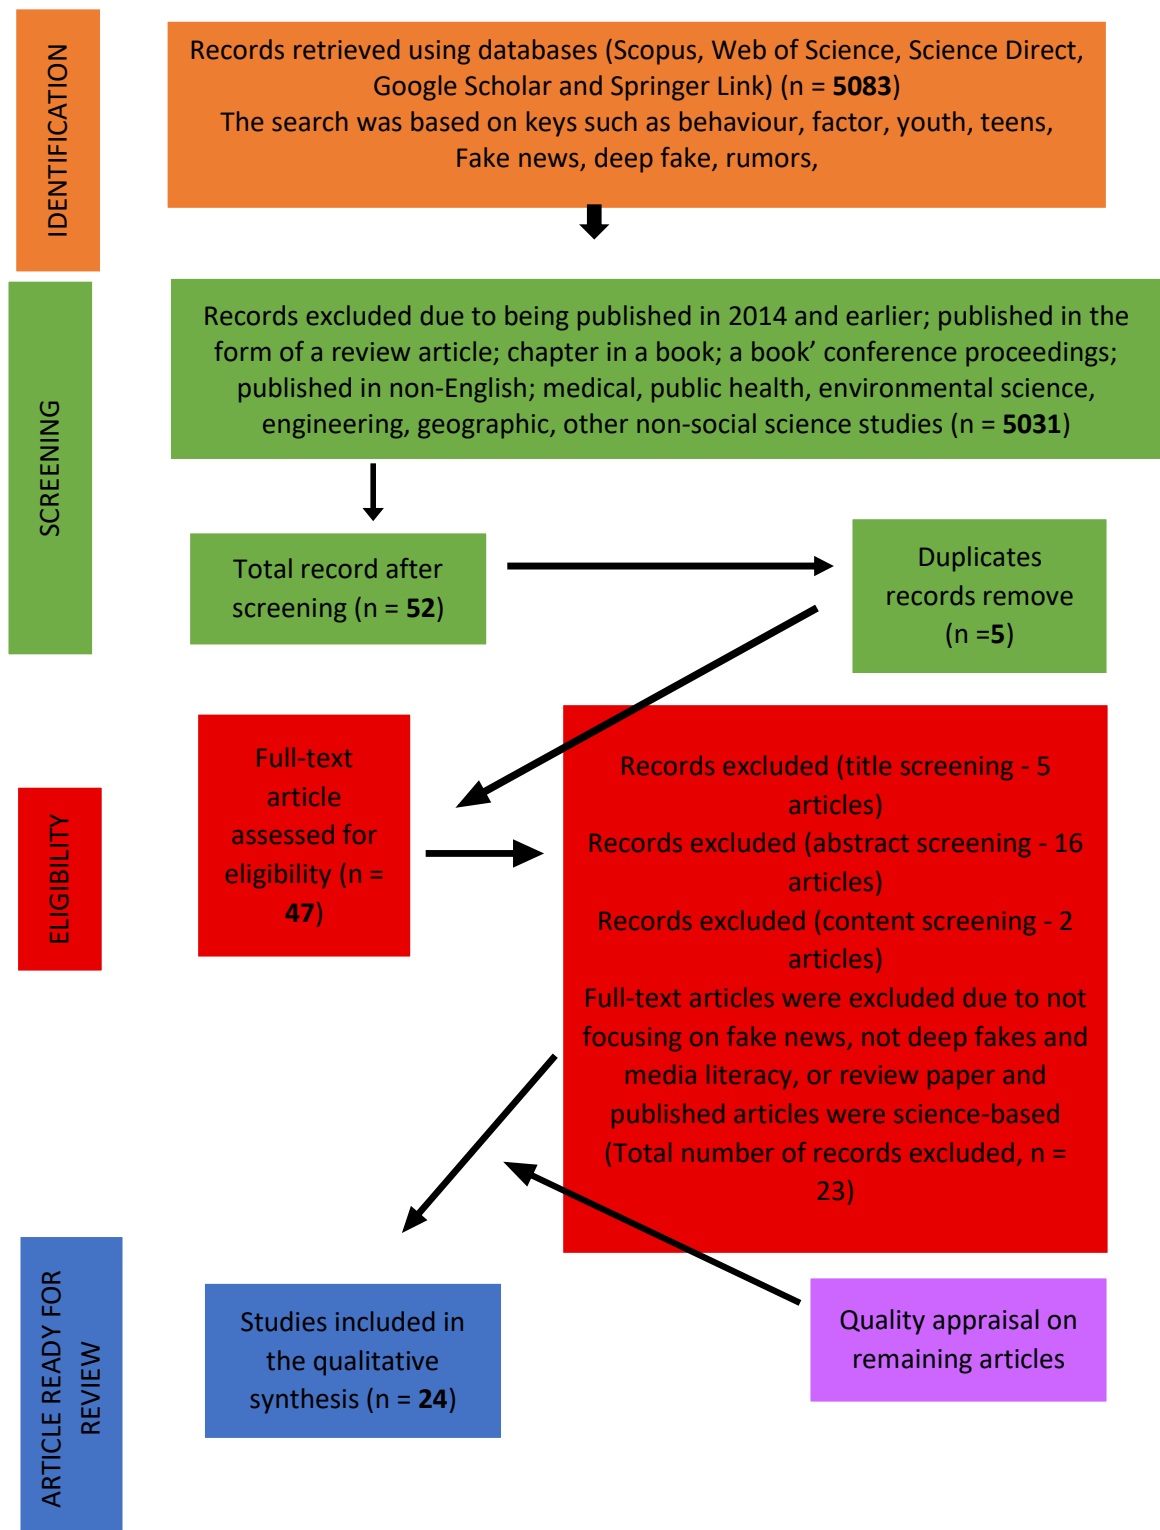 IDENTIFICATION
Records retrieved using databases (Scopus, Web of Science, Science Direct,
Google Scholar and Springer Link) (n = 5083)
The search was based on keys such as behaviour, factor, youth, teens,
Fake news, deep fake, rumors,
SCREENING
Records excluded due to being published in 2014 and earlier; published in the
form of a review article; chapter in a book; a book’ conference proceedings;
published in non-English; medical, public health, environmental science,
engineering, geographic, other non-social science studies (n = 5031)
Total record after
screening (n = 52)
Duplicates
records remove
(n =5)
ELIGIBILITY
Full-text
article
assessed for
eligibility (n =
47)
Records excluded (title screening - 5
articles)
Records excluded (abstract screening - 16
articles)
Records excluded (content screening - 2
articles)
Full-text articles were excluded due to not
focusing on fake news, not deep fakes and
media literacy, or review paper and
published articles were science-based
(Total number of records excluded, n =
23)
ARTICLE READY FOR
REVIEW
Studies included in
the qualitative
synthesis (n = 24)
Quality appraisal on
remaining articles